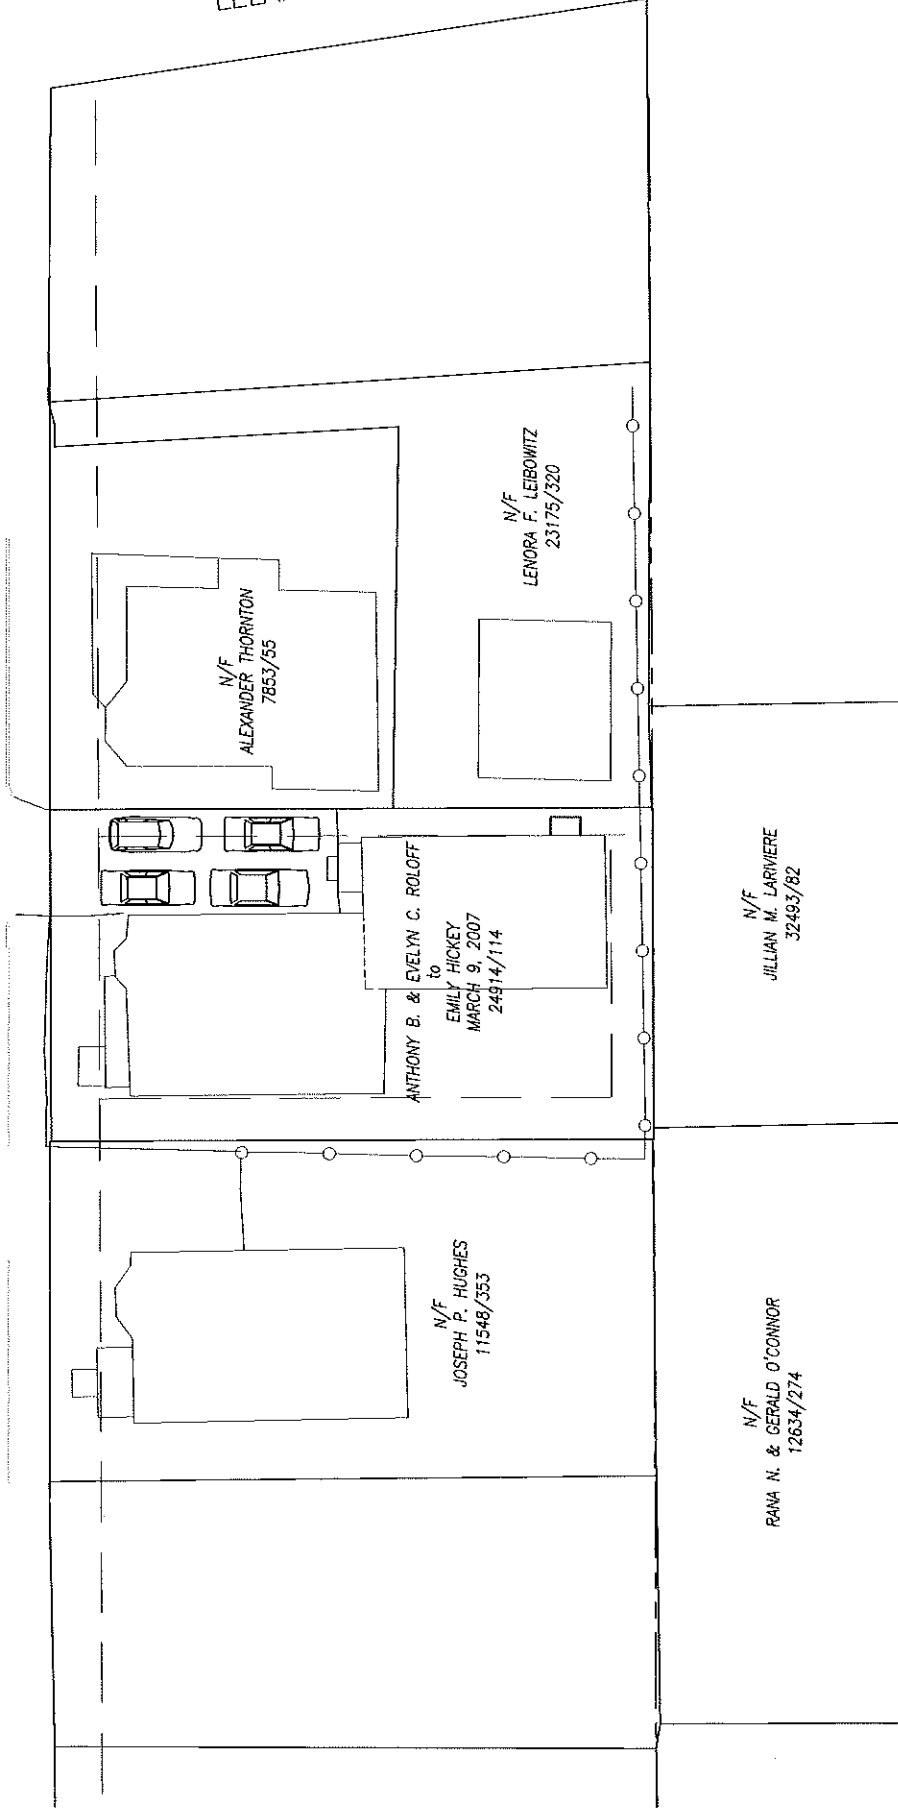 N/F
LENORA F. LEIBOWITZ
23175/320
N/F
ALEXANDER THORNTON
7853/55
ANTHONY B. & EVELYN C. ROLOFF
to
EMILY HICKEY
MARCH 9, 2007
24914/114
N/F
JILLIAN M. LARIVIERE
32493/82
N/F
JOSEPH P. HUGHES
11548/353
N/F
RANA N. & GERALD O'CONNOR
12634/274